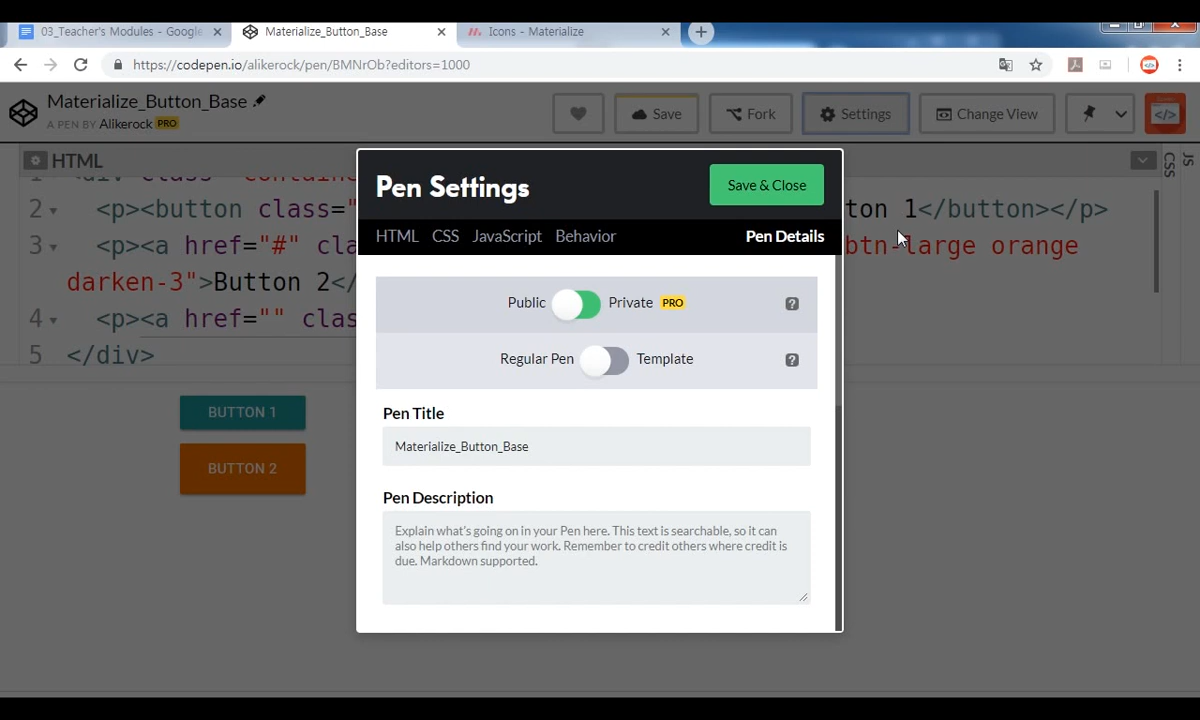 03_Teacher's Modules - Google
Materialize_Button_Base
Icons - Materialize
https://codepen.io/alikerock/pen/BMNrOb?editors=1000
Materialize_Button_Base
A PEN BY Alikerock PRO
Save
Fork
Settings
Change View
HTML
CSS
JS
2 <p><button class="
ton 1</button></p>
3 <p><a href="#" cla
btn-large orange
darken-3">Button 2</
4 <p><a href="" clas
5 </div>
BUTTON 1
BUTTON 2
Pen Settings
Save & Close
HTML CSS JavaScript Behavior Pen Details
Public Private PRO ?
Regular Pen Template ?
Pen Title
Materialize_Button_Base
Pen Description
Explain what's going on in your Pen here. This text is searchable, so it can
also help others find your work. Remember to credit others where credit is
due. Markdown supported.